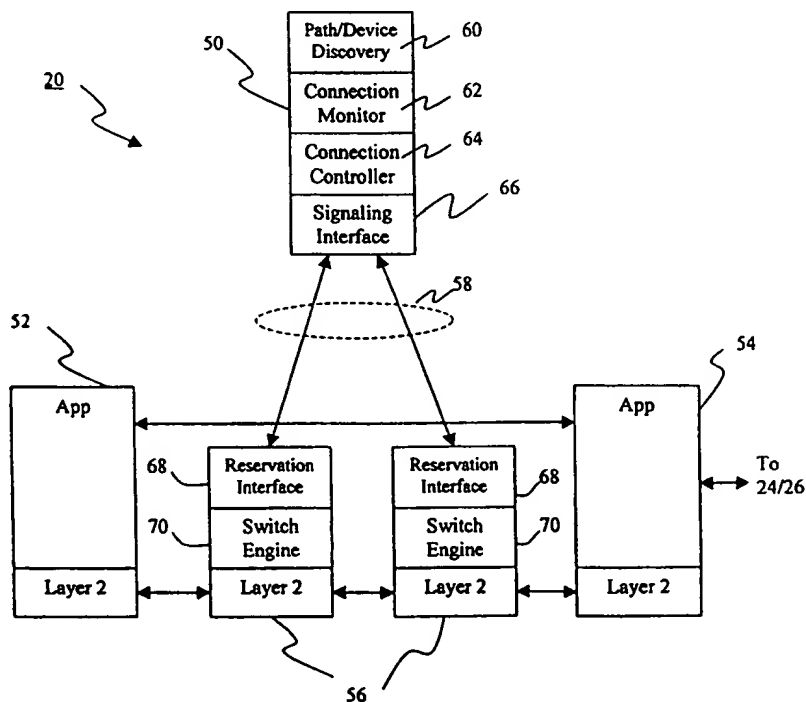 Path/Device
Discovery
60
50
20
Connection
Monitor
62
Connection
Controller
64
Signaling
Interface
66
58
52
54
App
App
68
Reservation
Interface
Reservation
Interface
68
To
24/26
70
Switch
Engine
Switch
Engine
70
Layer 2
Layer 2
Layer 2
Layer 2
56